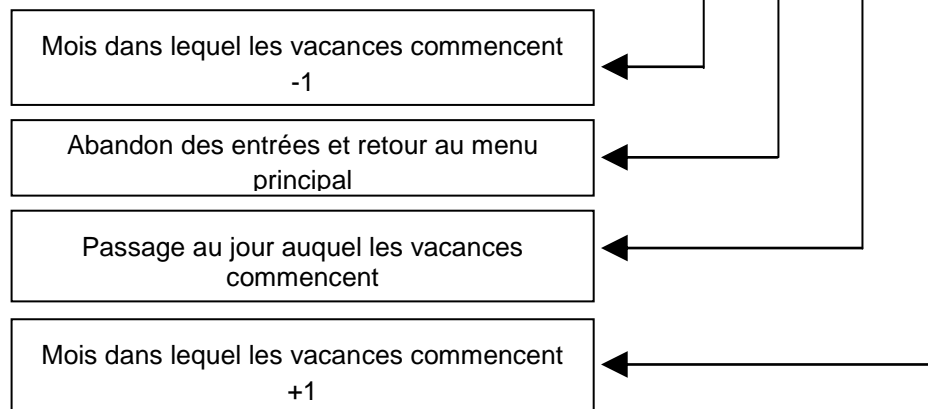 Mois dans lequel les vacances commencent
-1
Abandon des entrées et retour au menu
principal
Passage au jour auquel les vacances
commencent
Mois dans lequel les vacances commencent
+1